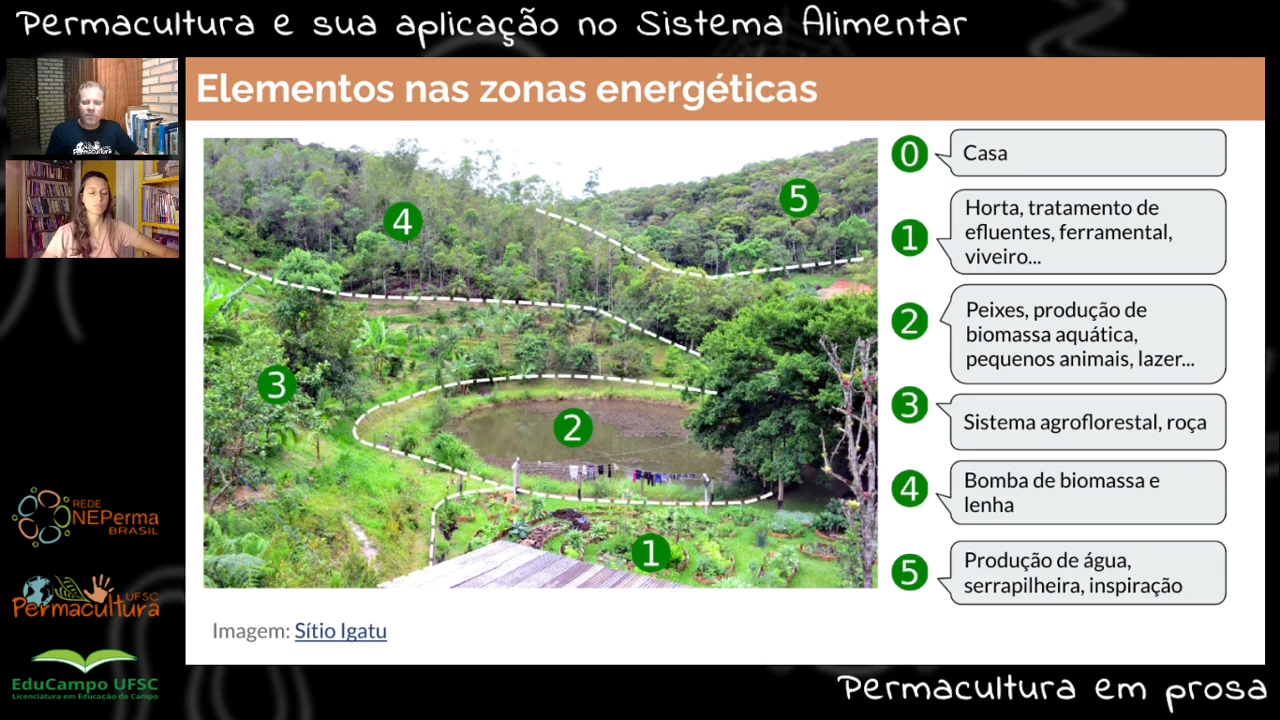 Permacultura e sua aplicação no Sistema Alimentar
Elementos nas zonas energéticas
4
5
3
2
1
0
Casa
1
Horta, tratamento de
efluentes, ferramental,
viveiro...
2
Peixes, produção de
biomassa aquática,
pequenos animais, lazer...
3
Sistema agroflorestal, roça
4
Bomba de biomassa e
lenha
5
Produção de água,
serrapilheira, inspiração
Imagem: Sítio Igatu
REDE
NEPerma
BRASIL
UFSC
Permacultura
EduCampo UFSC
Licenciatura em Educação do Campo
Permacultura em prosa